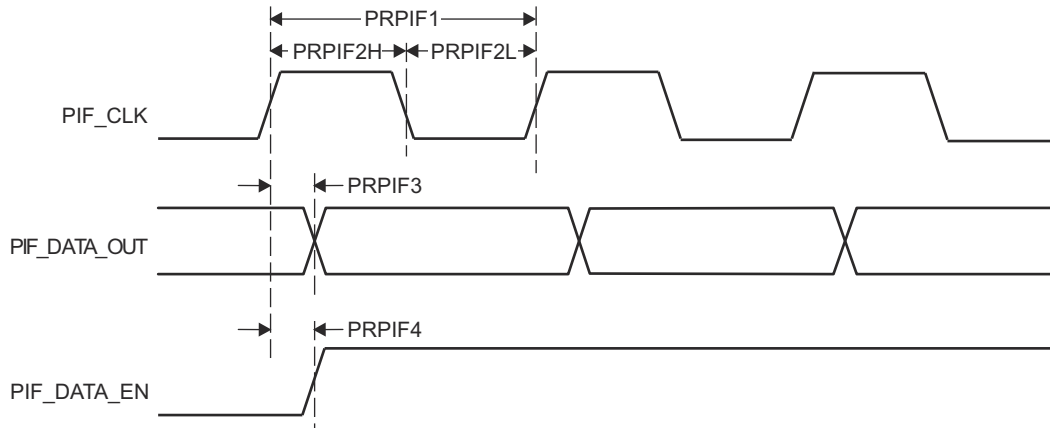 PRPIF1
PRPIF2H PRPIF2L
PIF_CLK
PRPIF3
PIF_DATA_OUT
PRPIF4
PIF_DATA_EN